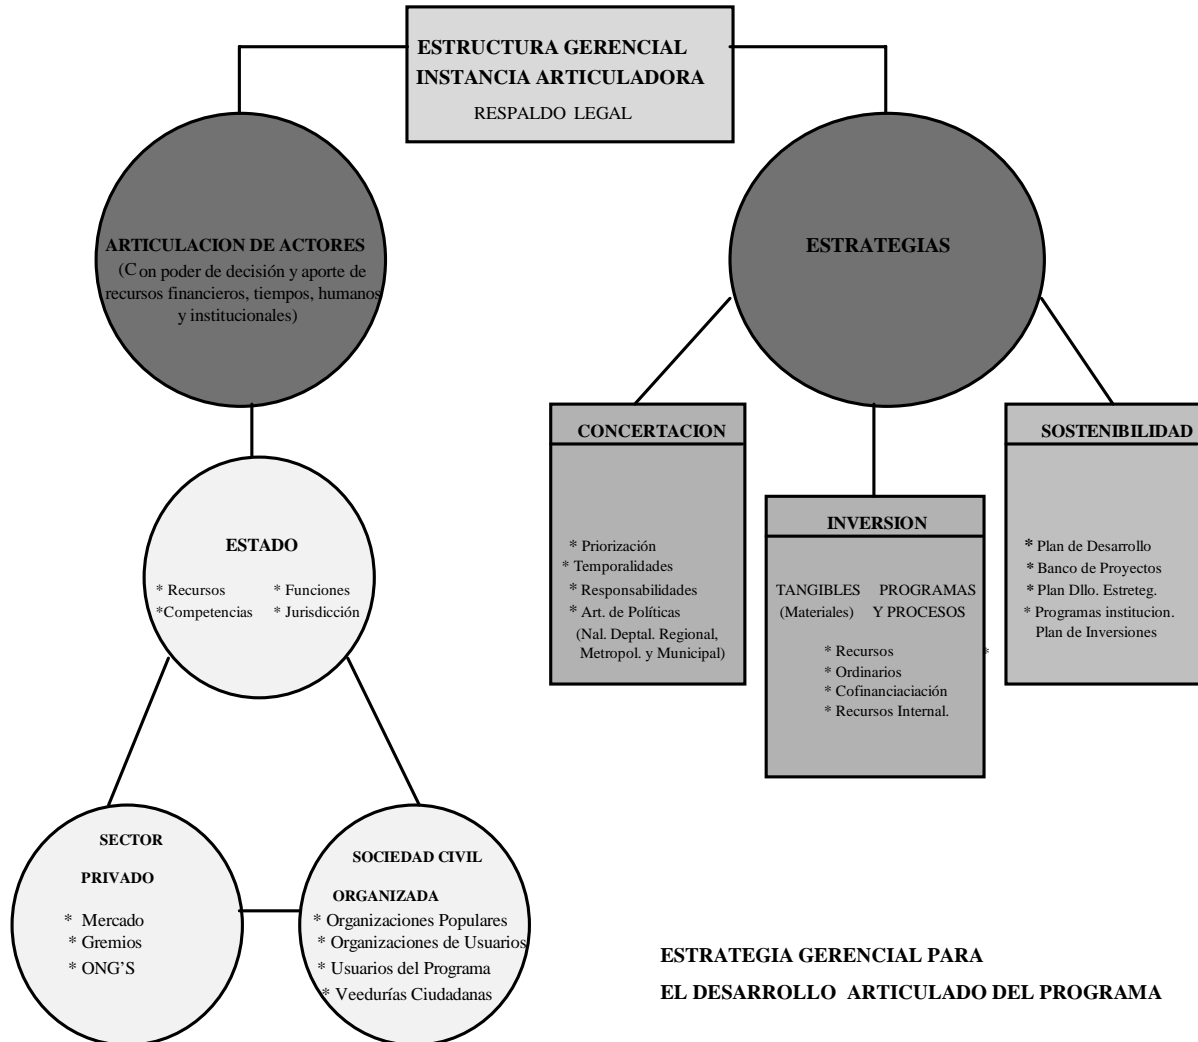 ESTRUCTURA GERENCIAL
INSTANCIA ARTICULADORA
RESPALDO LEGAL
ARTICULACION DE ACTORES
(C on poder de decisión y aporte de
recursos financieros, tiempos, humanos
y institucionales)
ESTRATEGIAS
CONCERTACION
* Priorización
* Temporalidades
* Responsabilidades
* Art. de Políticas
(Nal. Deptal. Regional,
Metropol. y Municipal)
INVERSION
TANGIBLES PROGRAMAS
(Materiales) Y PROCESOS
* Recursos
* Ordinarios
* Cofinanciaciación
* Recursos Internal.
*
SOSTENIBILIDAD
* Plan de Desarrollo
* Banco de Proyectos
* Plan Dllo. Estreteg.
* Programas institucion.
Plan de Inversiones
ESTADO
* Recursos * Funciones
*Competencias * Jurisdicción
SECTOR
PRIVADO
* Mercado
* Gremios
* ONG'S
SOCIEDAD CIVIL
ORGANIZADA
* Organizaciones Populares
* Organizaciones de Usuarios
* Usuarios del Programa
* Veedurías Ciudadanas
ESTRATEGIA GERENCIAL PARA
EL DESARROLLO ARTICULADO DEL PROGRAMA